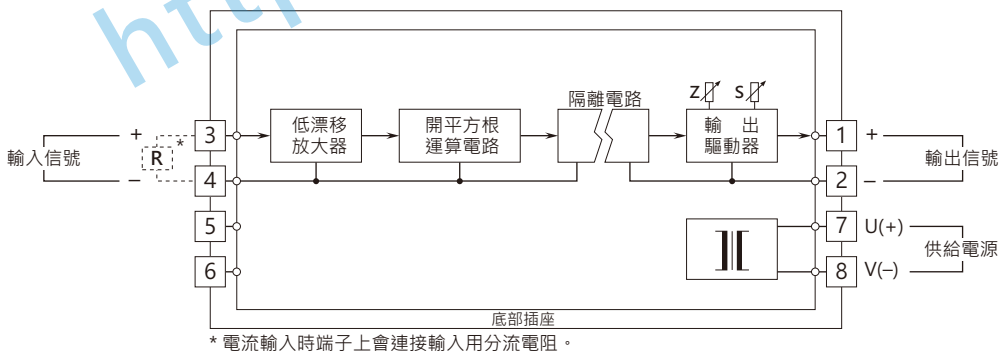 http
隔離電路
Z S
低漂移
放大器
開平方根
運算電路
輸 出
驅動器
輸入信號
+
–
R
*
3
4
5
6
1
2
7
8
+
–
輸出信號
U(+)
V(–)
供給電源
底部插座
* 電流輸入時端子上會連接輸入用分流電阻。